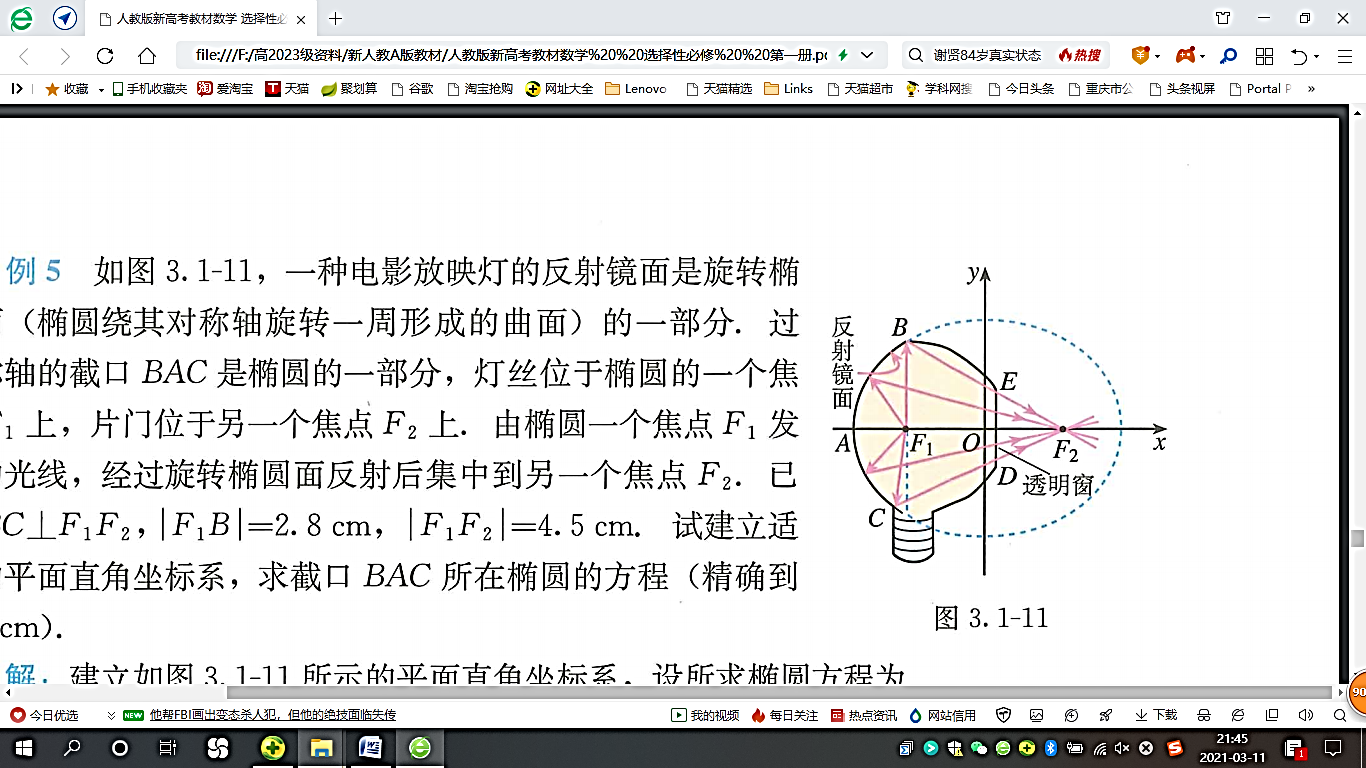 人教版新高考教材数学 选择性必
file:///F:/高2023级资料/新人教A版教材/人教版新高考教材数学%20%20选择性必修%20%20第一册.pd
谢贤84岁真实状态
热搜
收藏
手机收藏夹
爱淘宝
天猫
聚划算
谷歌
淘宝抢购
网址大全
Lenovo
天猫精选
Links
天猫超市
学科网搜
今日头条
重庆市公
头条视屏
Portal P
例 5 如图 3.1-11，一种电影放映灯的反射镜面是旋转椭
（椭圆绕其对称轴旋转一周形成的曲面）的一部分．过
轴的截口 BAC 是椭圆的一部分，灯丝位于椭圆的一个焦
上，片门位于另一个焦点 F₂ 上．由椭圆一个焦点 F₁ 发
光线，经过旋转椭圆面反射后集中到另一个焦点 F₂．已
C⊥F₁F₂，|F₁B|=2.8 cm，|F₁F₂|=4.5 cm．试建立适
平面直角坐标系，求截口 BAC 所在椭圆的方程（精确到
cm）．
解：建立如图 3.1-11 所示的平面直角坐标系，设所求椭圆方程为
y
反射镜面
B
E
A
F₁
O
F₂
x
D
透明窗
C
图 3.1-11
90
今日优选
NEW
他帮FBI画出变态杀人犯，但他的绝技面临失传
我的视频
每日关注
热点资讯
网站信用
下载
21:45
2021-03-11
1